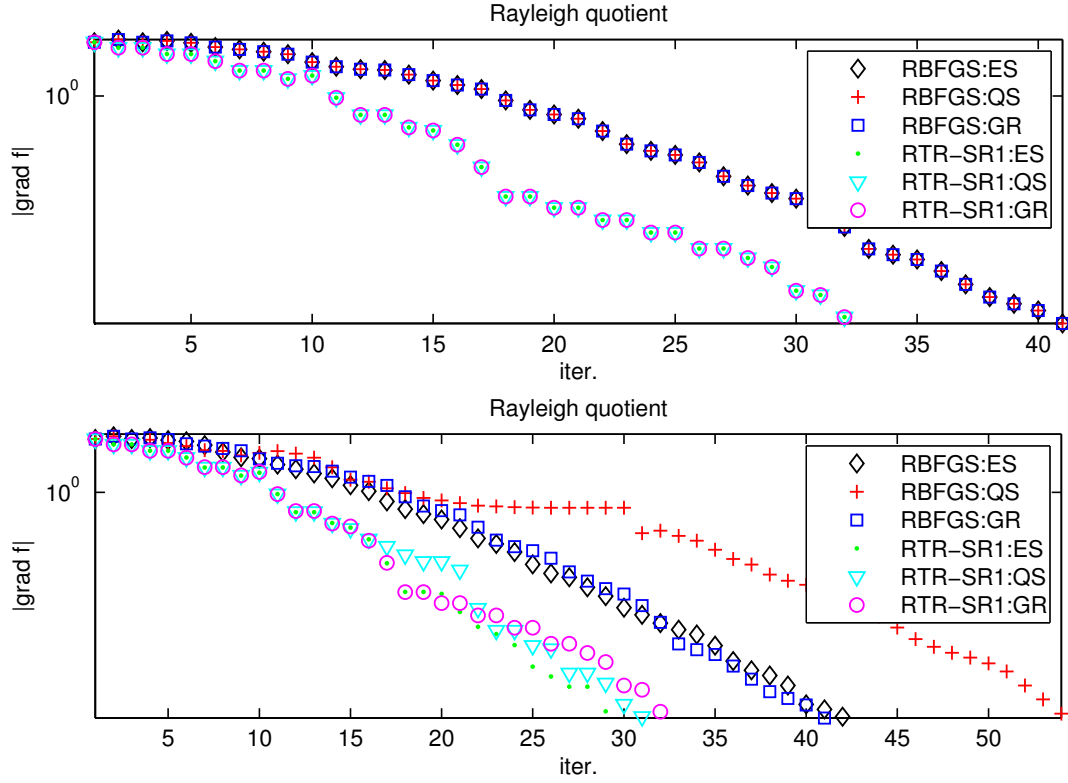 Rayleigh quotient
|grad f|
10^0
RBFGS:ES
RBFGS:QS
RBFGS:GR
RTR−SR1:ES
RTR−SR1:QS
RTR−SR1:GR
5 10 15 20 25 30 35 40
iter.
Rayleigh quotient
|grad f|
10^0
RBFGS:ES
RBFGS:QS
RBFGS:GR
RTR−SR1:ES
RTR−SR1:QS
RTR−SR1:GR
5 10 15 20 25 30 35 40 45 50
iter.